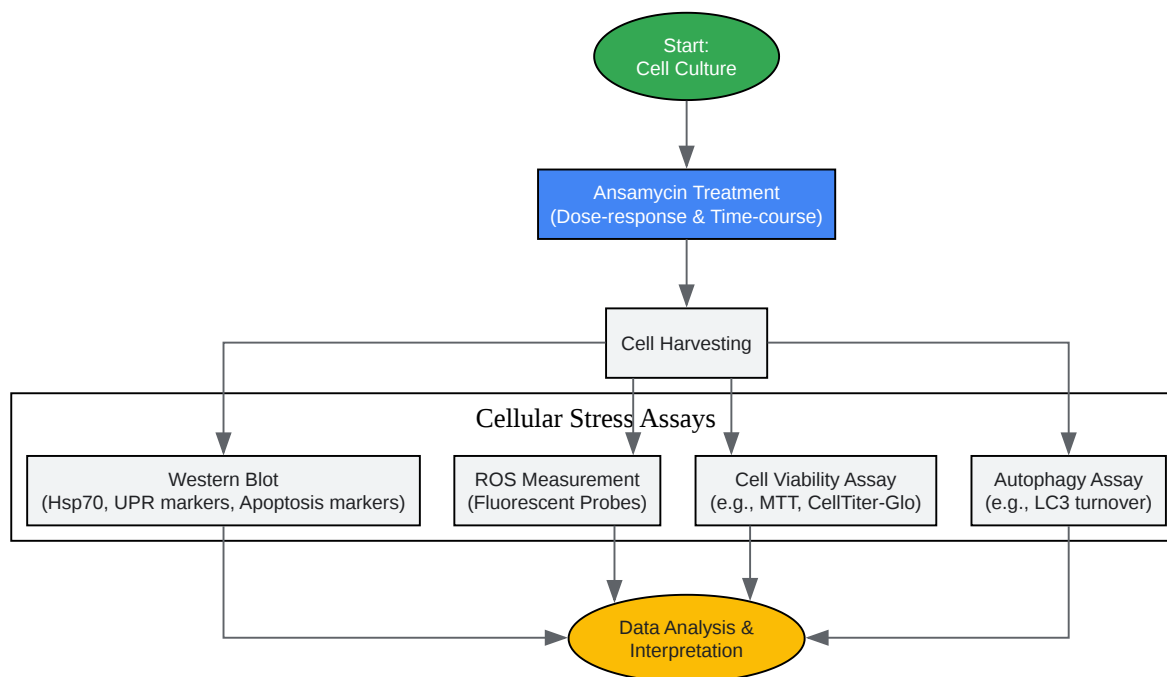 Start:
Cell Culture
Ansamycin Treatment
(Dose-response & Time-course)
Cell Harvesting
Cellular Stress Assays
Western Blot
(Hsp70, UPR markers, Apoptosis markers)
ROS Measurement
(Fluorescent Probes)
Cell Viability Assay
(e.g., MTT, CellTiter-Glo)
Autophagy Assay
(e.g., LC3 turnover)
Data Analysis &
Interpretation